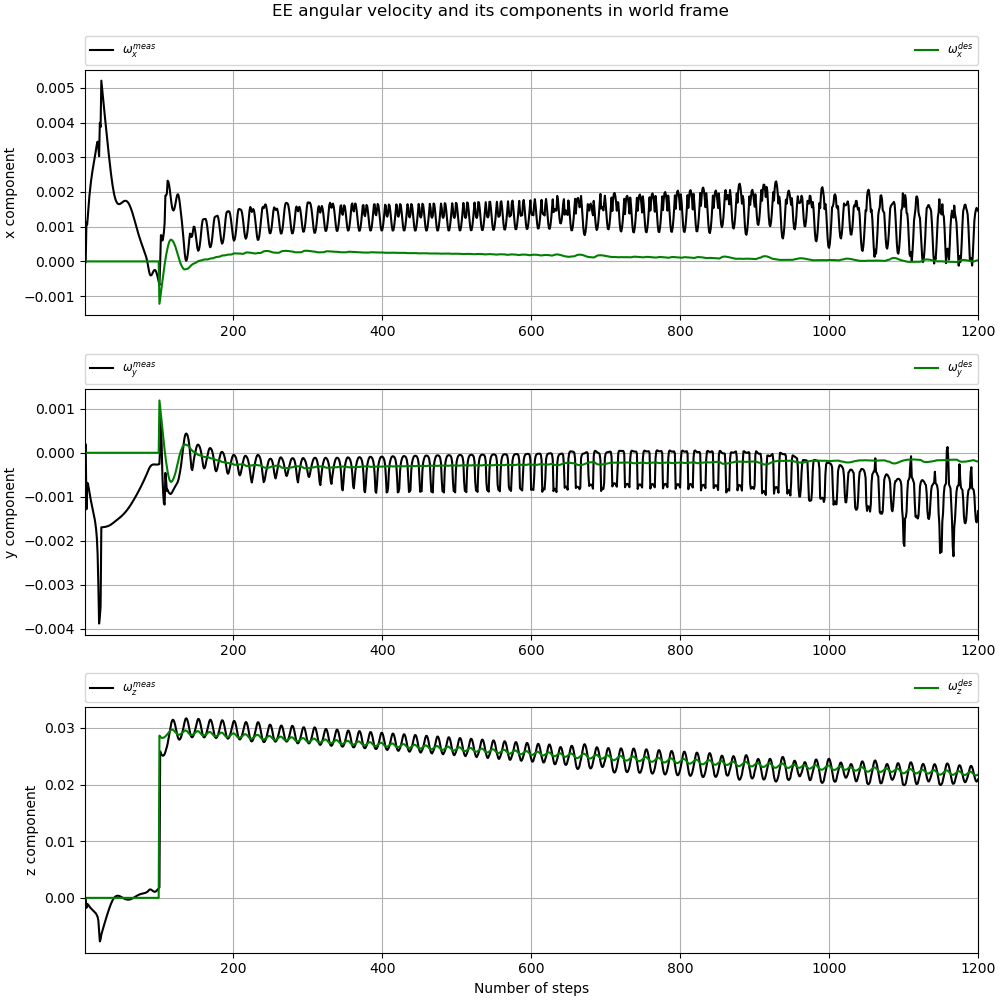 EE angular velocity and its components in world frame
ω_x^meas ω_x^des
0.005
0.004
0.003
0.002
0.001
0.000
−0.001
x component
200 400 600 800 1000 1200
ω_y^meas ω_y^des
0.001
0.000
−0.001
−0.002
−0.003
−0.004
y component
200 400 600 800 1000 1200
ω_z^meas ω_z^des
0.03
0.02
0.01
0.00
z component
200 400 600 800 1000 1200
Number of steps